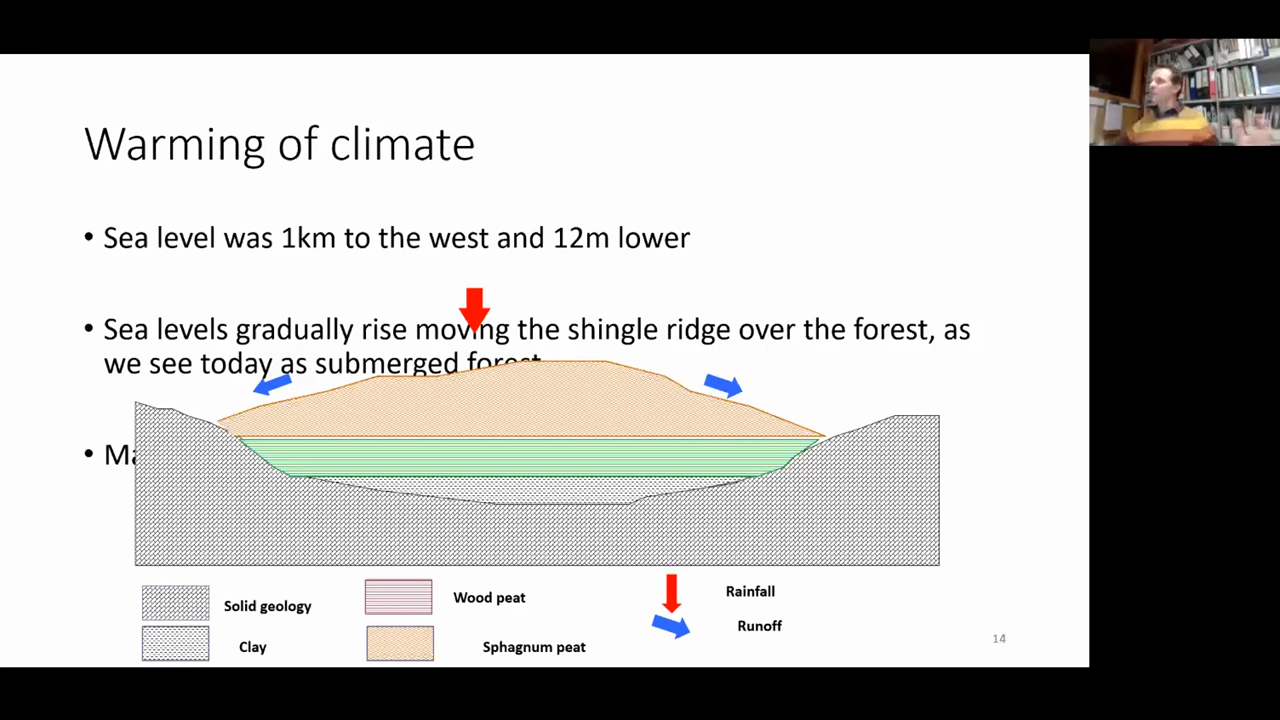 Warming of climate
• Sea level was 1km to the west and 12m lower
• Sea levels gradually rise moving the shingle ridge over the forest, as
we see today as submerged forest
• Ma
Solid geology
Wood peat
Rainfall
Clay
Sphagnum peat
Runoff
14